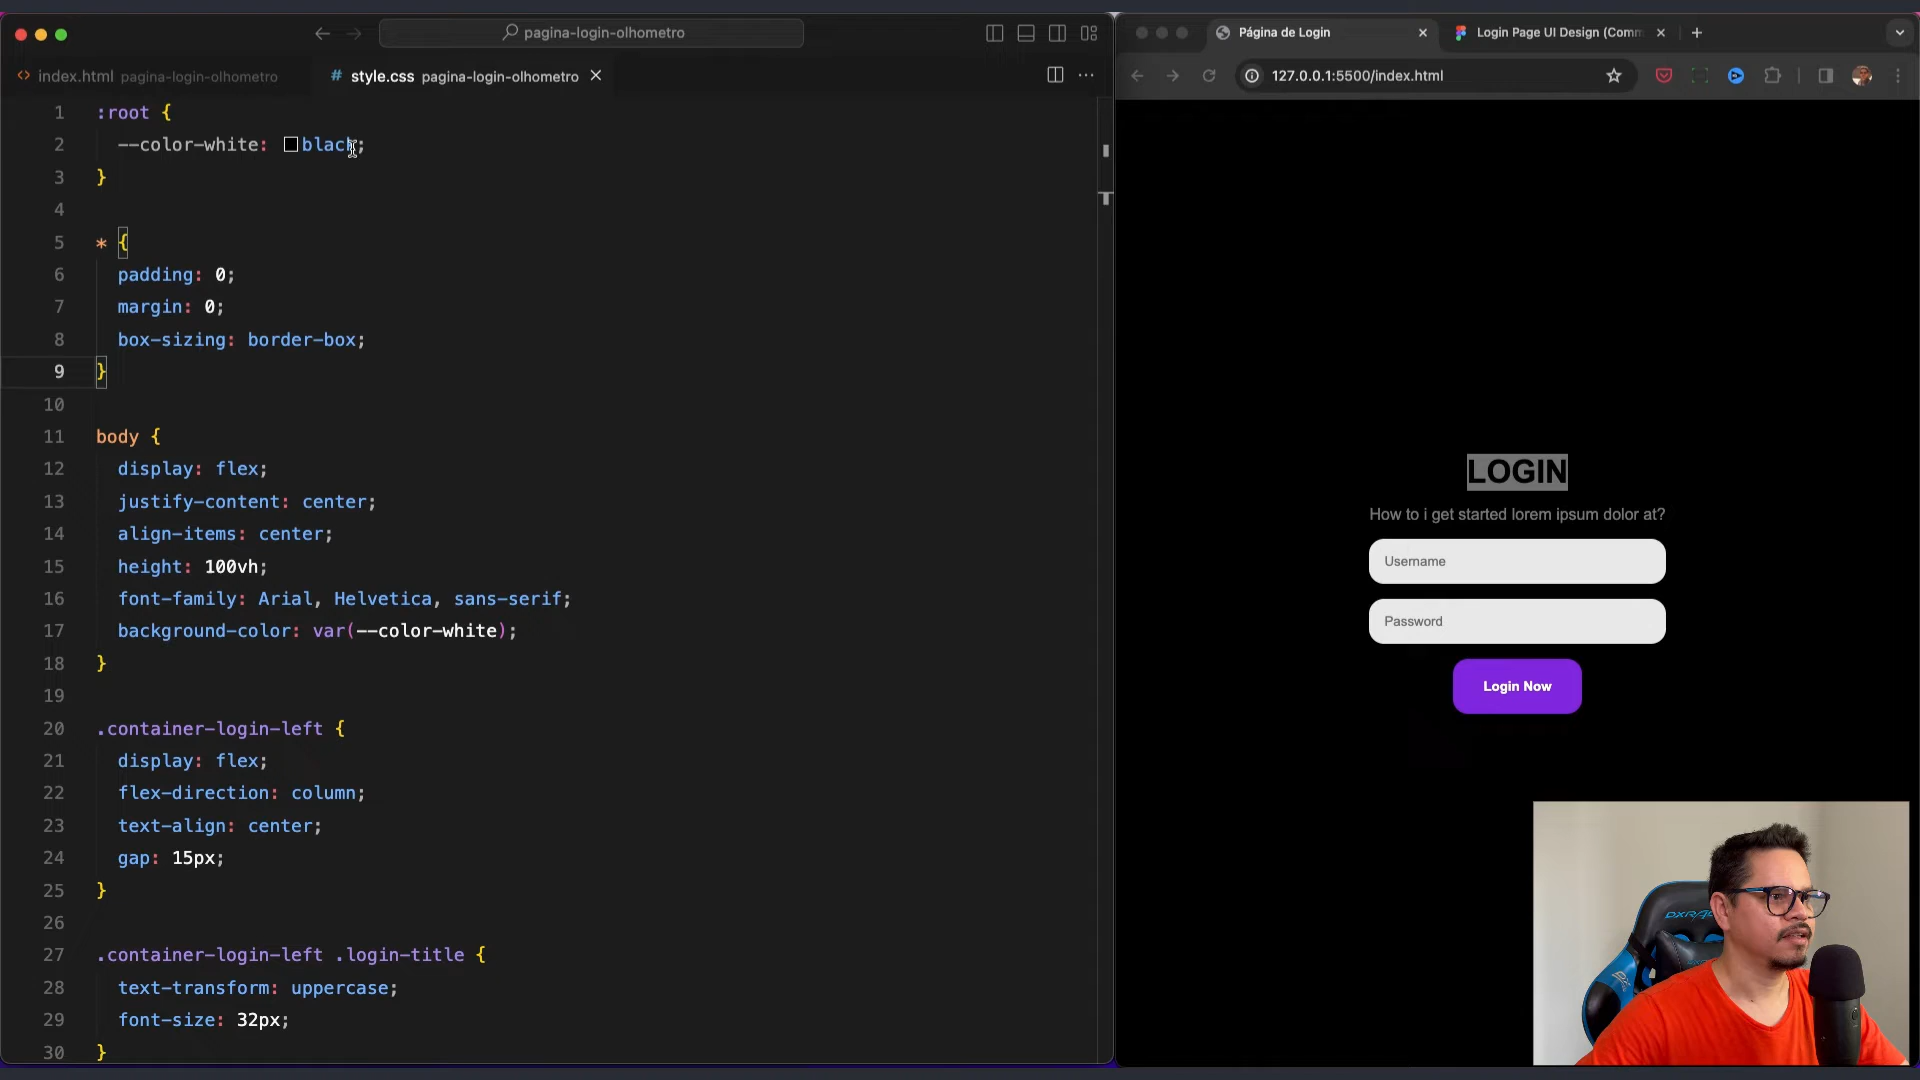 pagina-login-olhometro
index.html pagina-login-olhometro
# style.css pagina-login-olhometro
1 :root {
2 --color-white: black;
3 }
4
5 * {
6 padding: 0;
7 margin: 0;
8 box-sizing: border-box;
9 }
10
11 body {
12 display: flex;
13 justify-content: center;
14 align-items: center;
15 height: 100vh;
16 font-family: Arial, Helvetica, sans-serif;
17 background-color: var(--color-white);
18 }
19
20 .container-login-left {
21 display: flex;
22 flex-direction: column;
23 text-align: center;
24 gap: 15px;
25 }
26
27 .container-login-left .login-title {
28 text-transform: uppercase;
29 font-size: 32px;
30 }
Página de Login
Login Page UI Design (Comm
127.0.0.1:5500/index.html
LOGIN
How to i get started lorem ipsum dolor at?
Username
Password
Login Now